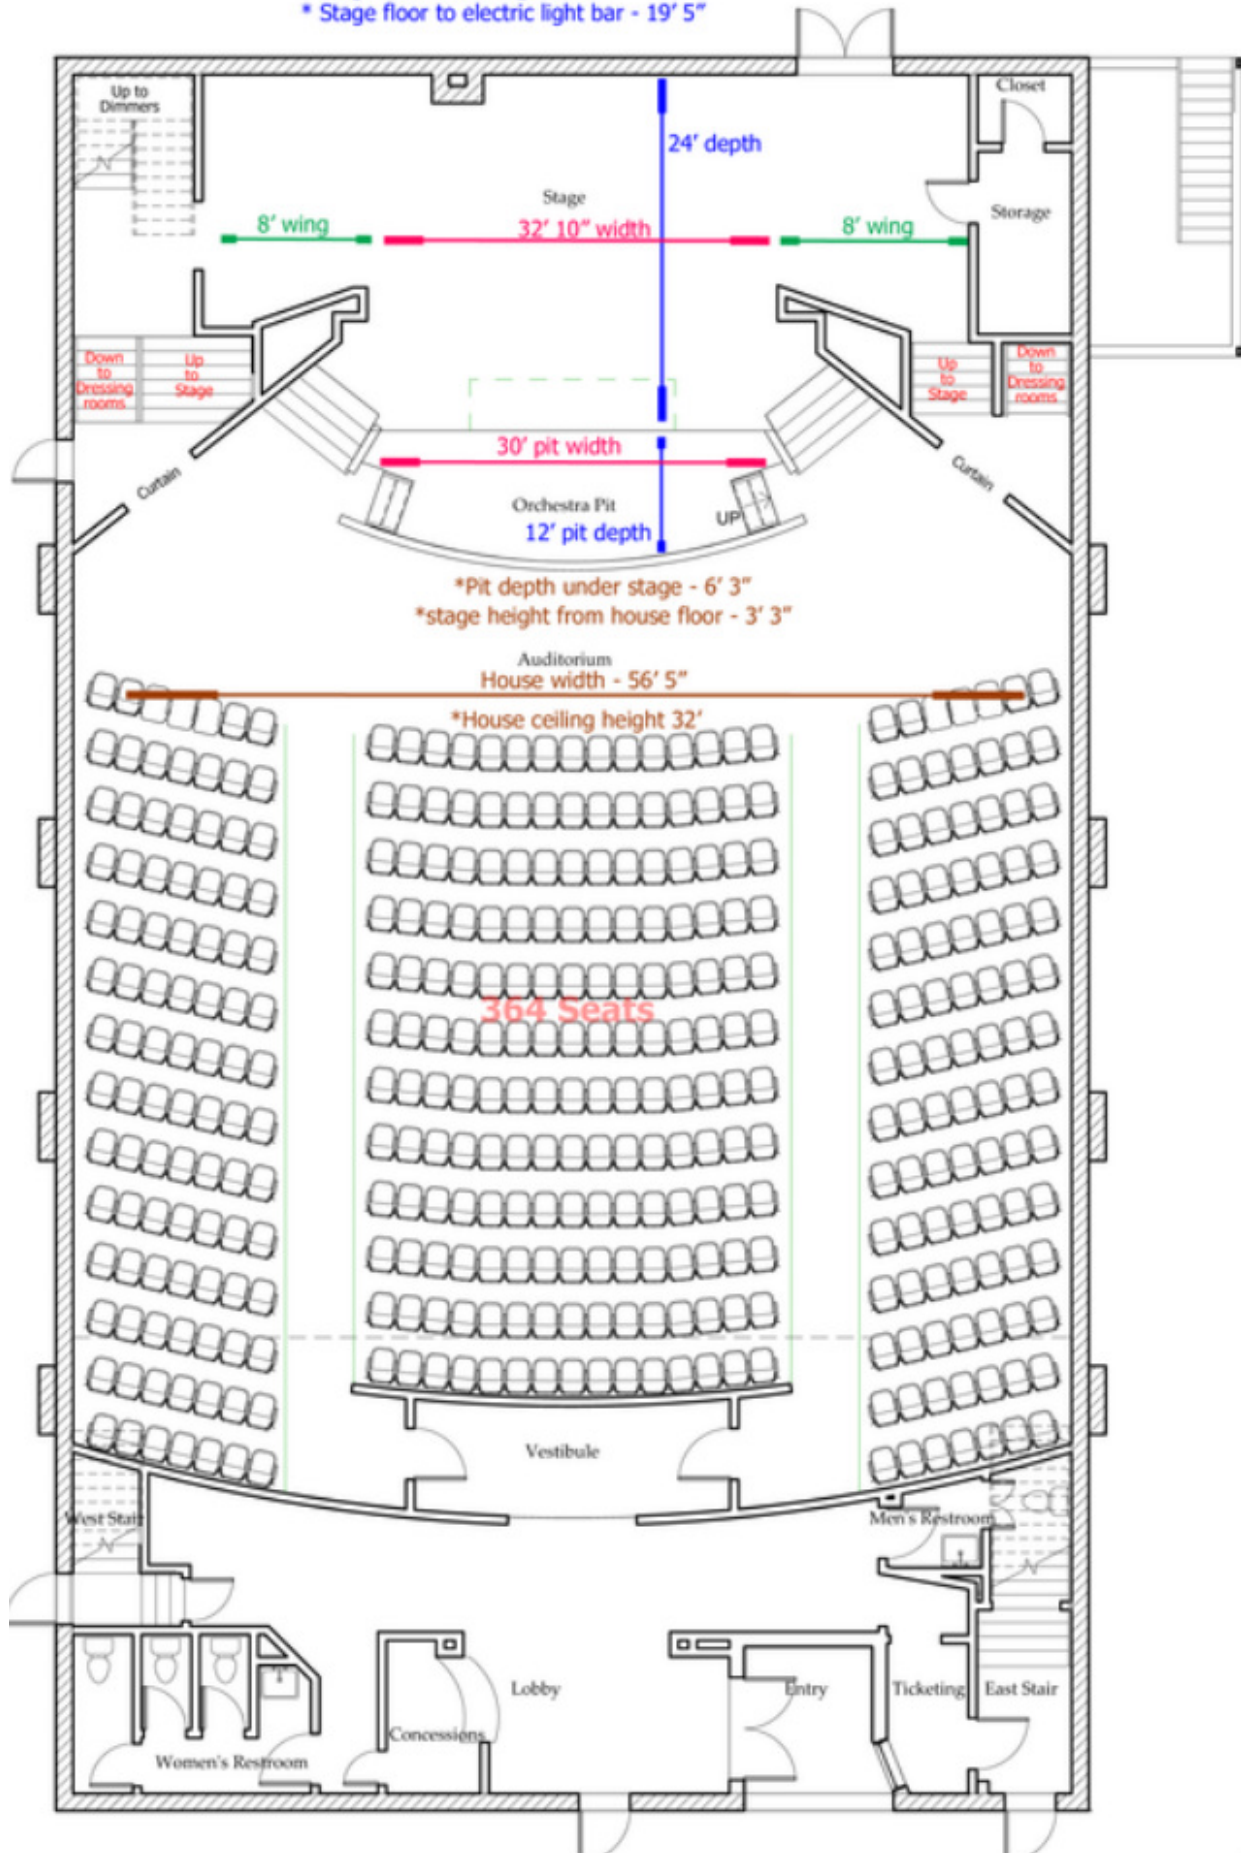 * Stage floor to electric light bar - 19' 5"
Up to
Dimmers
Closet
24' depth
Stage
Storage
8' wing
32' 10" width
8' wing
Down
to
Dressing
rooms
Up
to
Stage
Up
to
Stage
Down
to
Dressing
rooms
30' pit width
Curtain
Curtain
Orchestra Pit
UP
12' pit depth
*Pit depth under stage - 6' 3"
*stage height from house floor - 3' 3"
Auditorium
House width - 56' 5"
*House ceiling height 32'
364 Seats
Vestibule
West Stair
Men's Restroom
Lobby
Entry
Ticketing
East Stair
Concessions
Women's Restroom